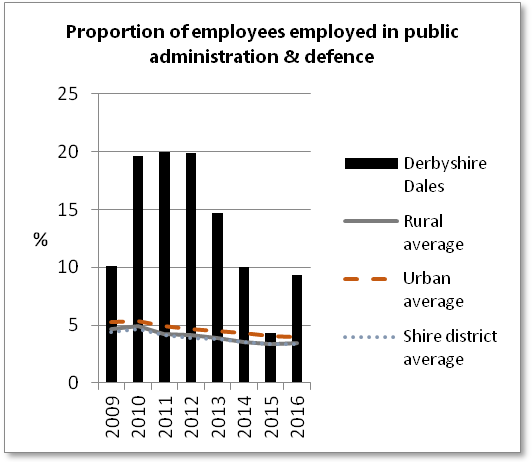 Proportion of employees employed in public
administration & defence
25
20
15
10
5
0
%
2009
2010
2011
2012
2013
2014
2015
2016
Derbyshire
Dales
Rural
average
Urban
average
Shire district
average